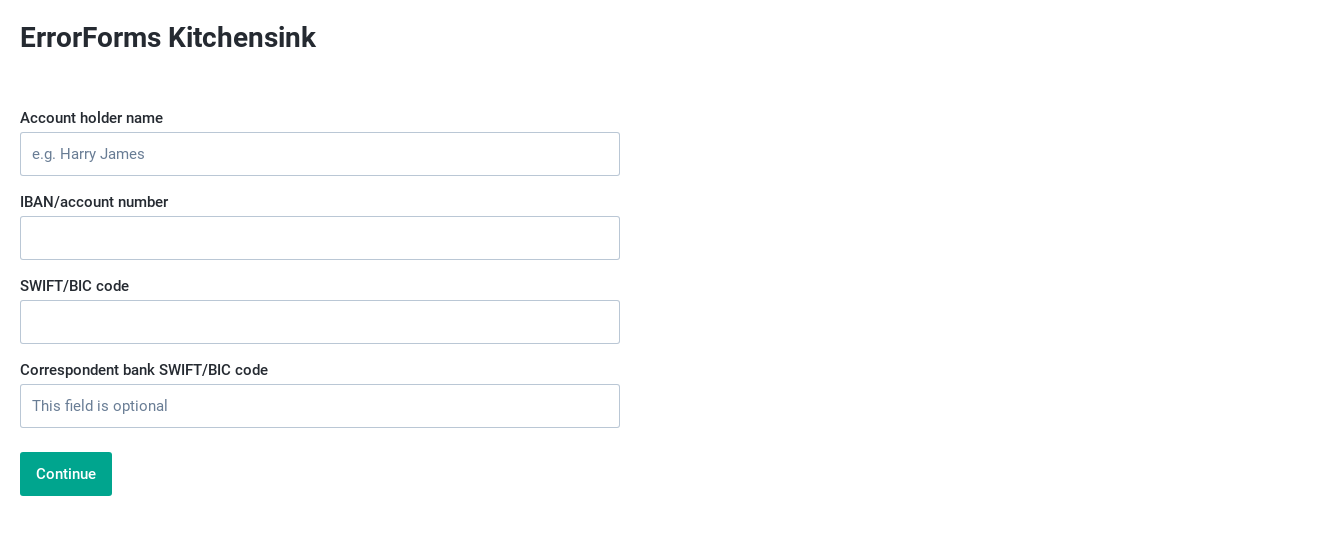 ErrorForms Kitchensink
Account holder name
e.g. Harry James
IBAN/account number
SWIFT/BIC code
Correspondent bank SWIFT/BIC code
This field is optional
Continue